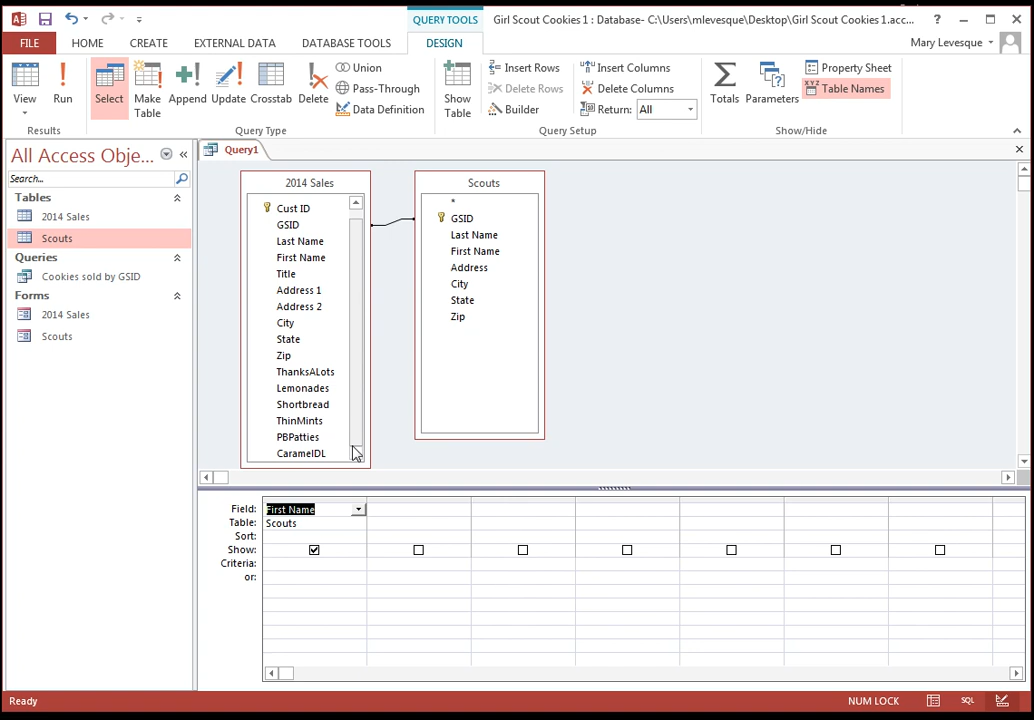 QUERY TOOLS
Girl Scout Cookies 1 : Database- C:\Users\mlevesque\Desktop\Girl Scout Cookies 1.acc... ?
FILE HOME CREATE EXTERNAL DATA DATABASE TOOLS DESIGN Mary Levesque
View Run Select Make Table Append Update Crosstab Delete
Union
Pass-Through
Data Definition
Show Table
Insert Rows
Delete Rows
Builder
Insert Columns
Delete Columns
Return: All
Totals Parameters
Property Sheet
Table Names
Results Query Type Query Setup Show/Hide
All Access Obje...
Search...
Tables
2014 Sales
Scouts
Queries
Cookies sold by GSID
Forms
2014 Sales
Scouts
Query1
2014 Sales
Cust ID
GSID
Last Name
First Name
Title
Address 1
Address 2
City
State
Zip
ThanksALots
Lemonades
Shortbread
ThinMints
PBPatties
CaramelDL
Scouts
*
GSID
Last Name
First Name
Address
City
State
Zip
Field: First Name
Table: Scouts
Sort:
Show:
Criteria:
or:
Ready NUM LOCK SQL